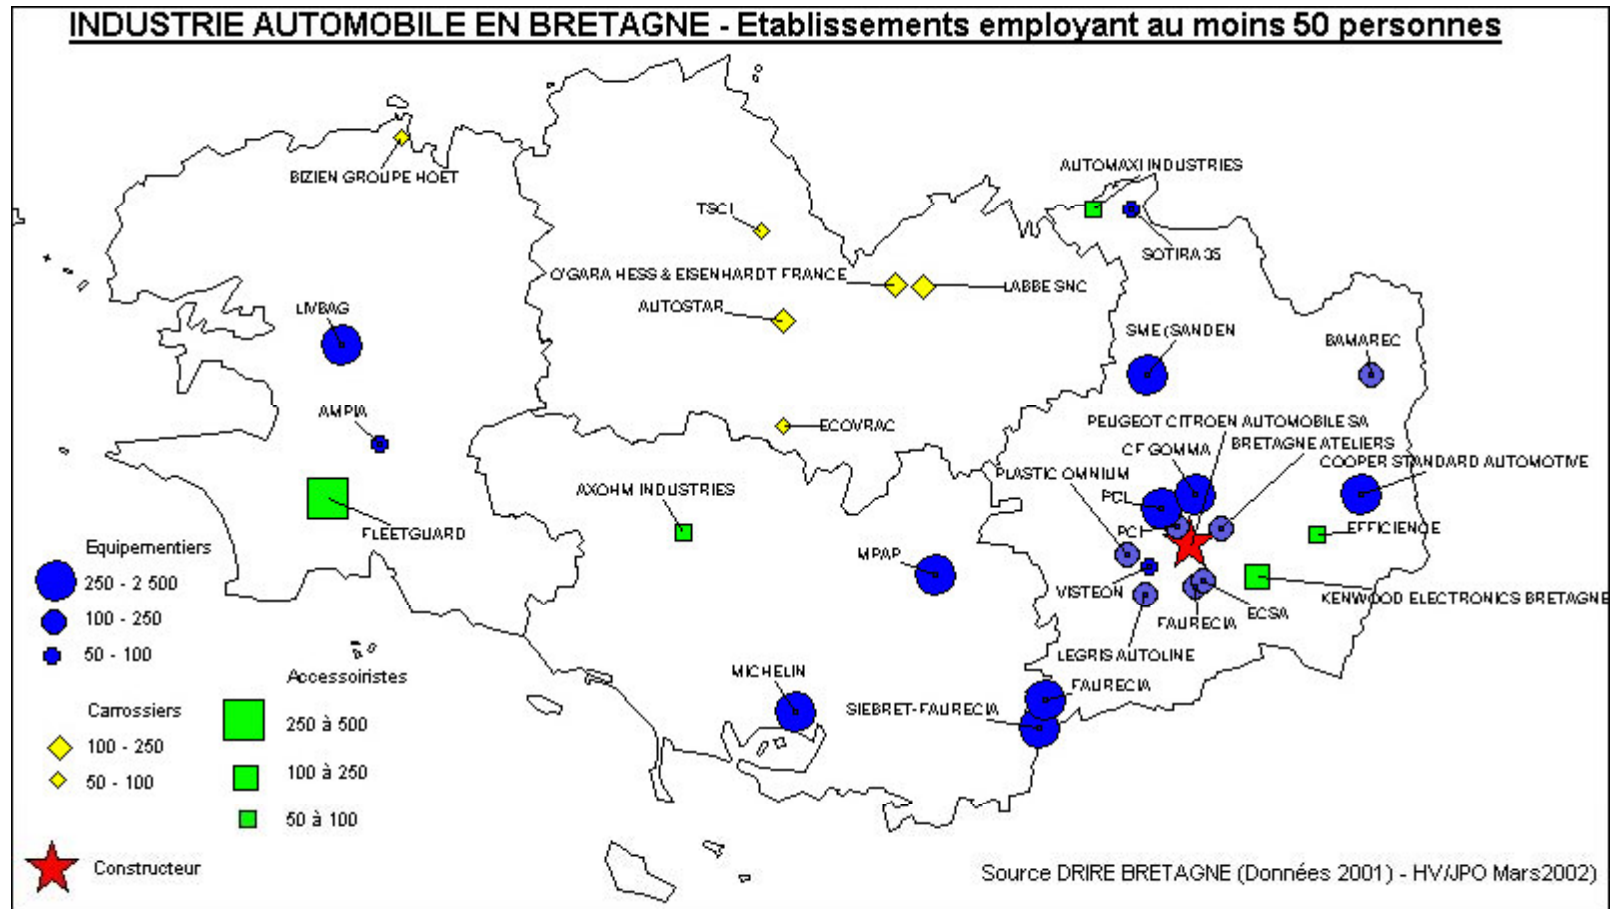 INDUSTRIE AUTOMOBILE EN BRETAGNE - Etablissements employant au moins 50 personnes
BIZIEN GROUPE HOET
AUTOMAXI INDUSTRIES
TSCI
SOTIRA 35
O'GARA HESS & EISENHARDT FRANCE
LABBE SNC
AUTOSTAR
LIVBAG
SME (SANDEN
BAMAREC
AMPIA
ECOVRAC
PEUGEOT CITROEN AUTOMOBILE SA
CF GOMMA
BRETAGNE ATELIERS
PLASTIC OMNIUM
COOPER STANDARD AUTOMOTIVE
AXOHM INDUSTRIES
PCL
PCI
EFFICIENCE
FLEETGUARD
MPAP
VISTEON
KENWOOD ELECTRONICS BRETAGNE
ECSA
FAURECIA
LEGRIS AUTOLINE
MICHELIN
FAURECIA
SIEBRET-FAURECIA
Equipementiers
250 - 2 500
100 - 250
50 - 100
Carrossiers
100 - 250
50 - 100
Accessoiristes
250 à 500
100 à 250
50 à 100
Constructeur
Source DRIRE BRETAGNE (Données 2001) - HV/JPO Mars2002)